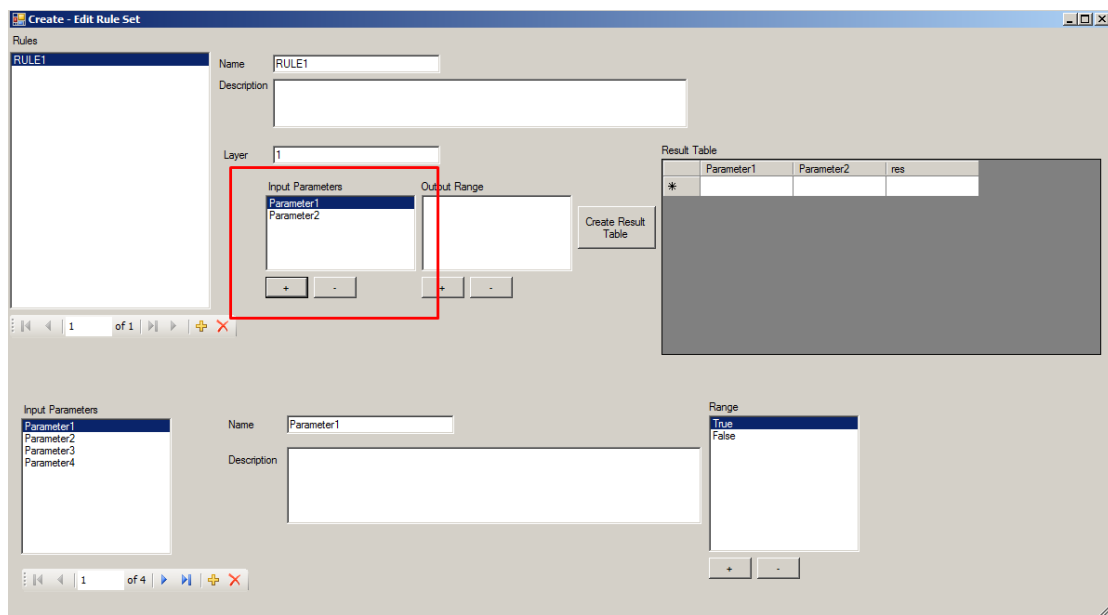 Create - Edit Rule Set
Rules
RULE1
Name
RULE1
Description
Layer
1
Input Parameters
Parameter1
Parameter2
+
-
Output Range
+
-
Create Result
Table
Result Table
Parameter1 Parameter2 res
*
1 of 1
Input Parameters
Parameter1
Parameter2
Parameter3
Parameter4
1 of 4
Name
Parameter1
Description
Range
True
False
+
-